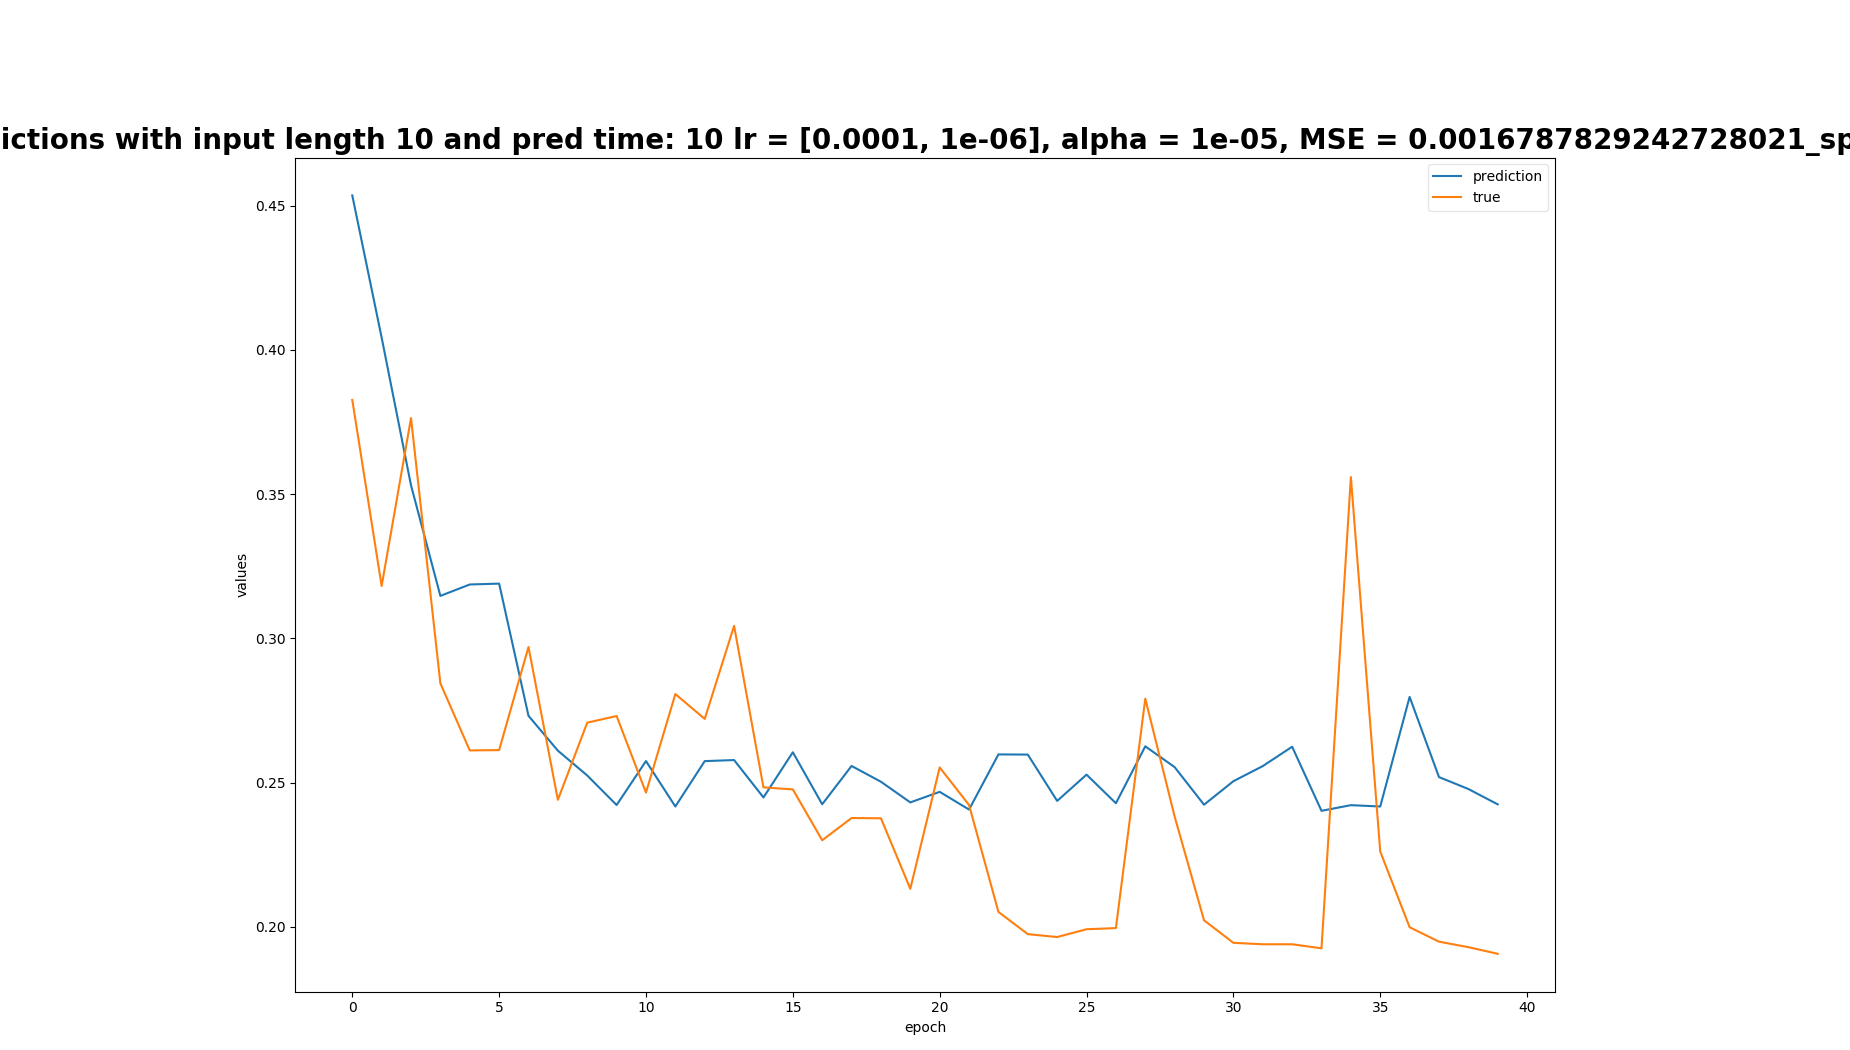 ictions with input length 10 and pred time: 10 lr = [0.0001, 1e-06], alpha = 1e-05, MSE = 0.0016787829242728021_sp
prediction
true
0.45
0.40
0.35
0.30
0.25
0.20
values
0 5 10 15 20 25 30 35 40
epoch